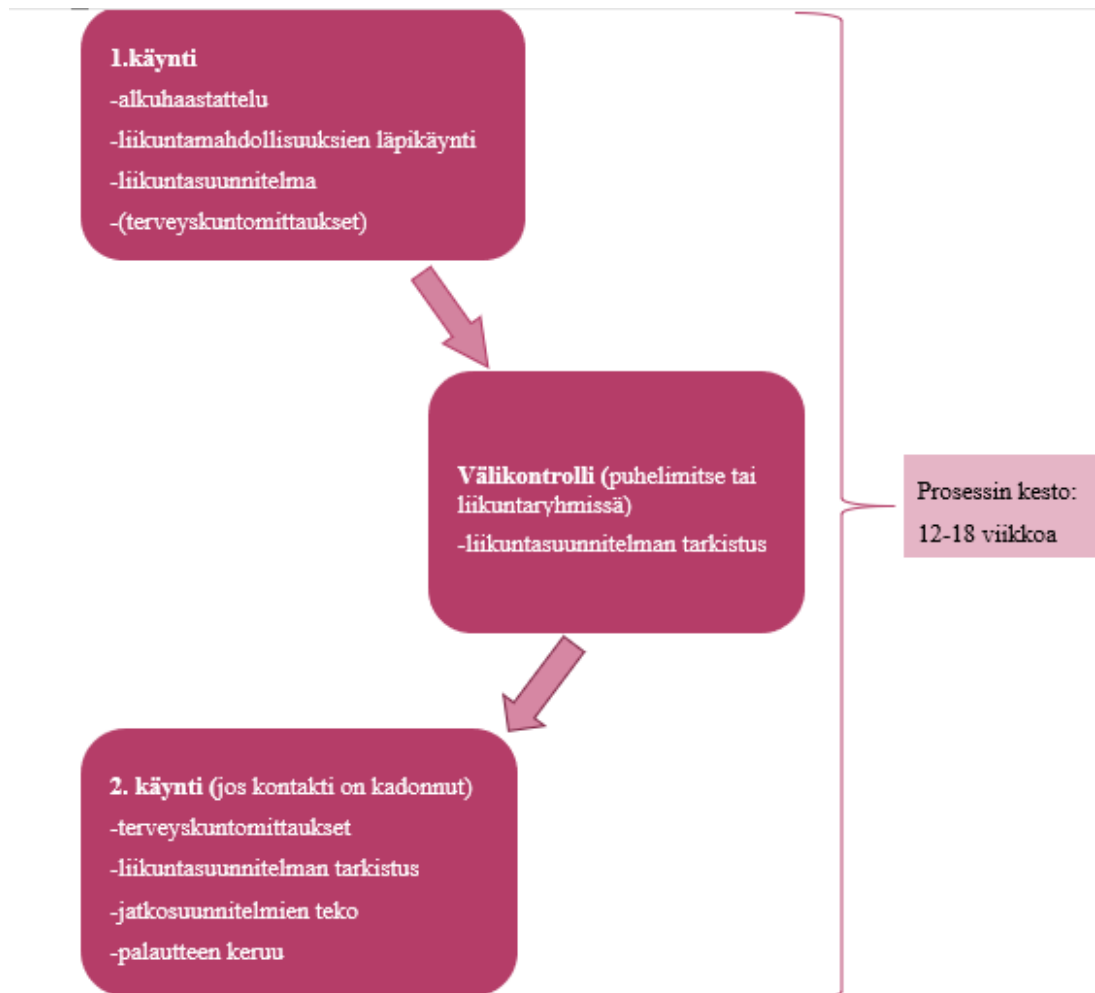 1.käynti
-alkuhaastattelu
-liikuntamahdollisuuksien läpikäynti
-liikuntasuunnitelma
-(terveyskuntomittaukset)
Välikontrolli (puhelimitse tai
liikuntaryhmissä)
-liikuntasuunnitelman tarkistus
Prosessin kesto:
12-18 viikkoa
2. käynti (jos kontakti on kadonnut)
-terveyskuntomittaukset
-liikuntasuunnitelman tarkistus
-jatkosuunnitelmien teko
-palautteen keruu